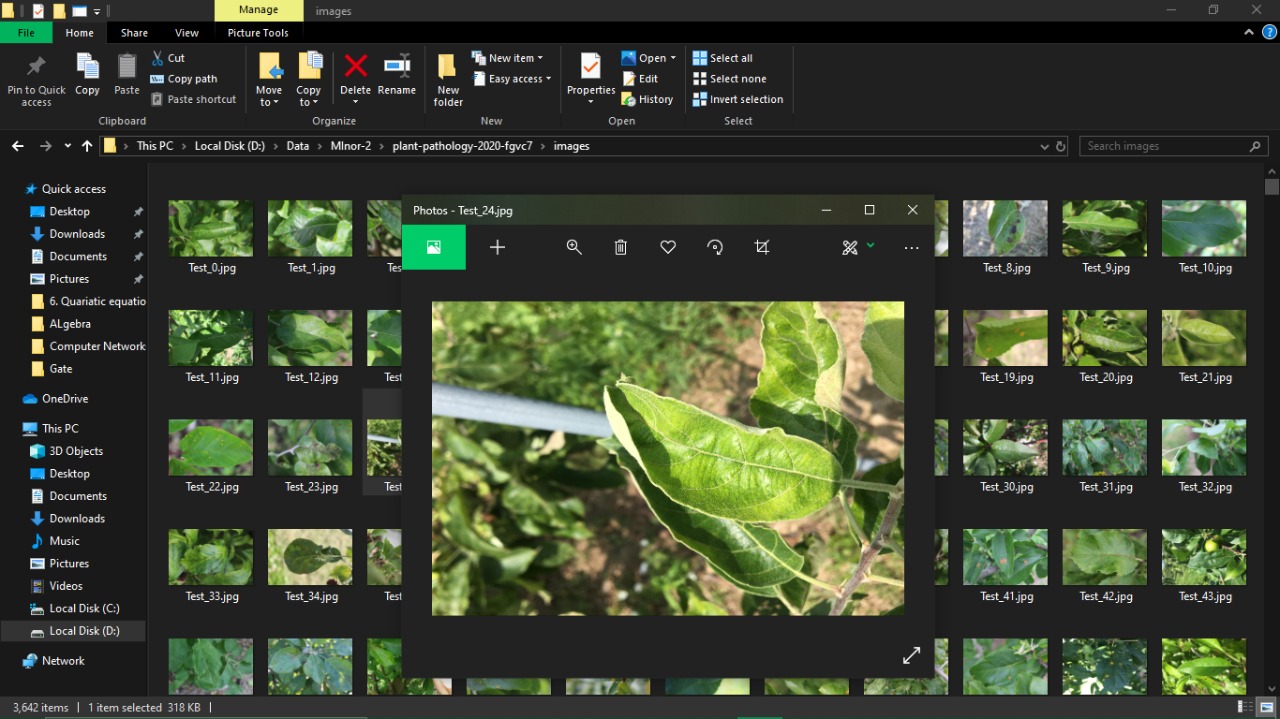 Manage
images
File
Home
Share
View
Picture Tools
Pin to Quick access
Copy
Paste
Cut
Copy path
Paste shortcut
Clipboard
Move to
Copy to
Delete
Rename
Organize
New folder
New item
Easy access
New
Properties
Open
Edit
History
Open
Select all
Select none
Invert selection
Select
This PC > Local Disk (D:) > Data > MInor-2 > plant-pathology-2020-fgvc7 > images
Search images
Quick access
Desktop
Downloads
Documents
Pictures
6. Quariatic equatio
ALgebra
Computer Network
Gate
OneDrive
This PC
3D Objects
Desktop
Documents
Downloads
Music
Pictures
Videos
Local Disk (C:)
Local Disk (D:)
Network
Photos - Test_24.jpg
Test_0.jpg
Test_1.jpg
Tes
Test_8.jpg
Test_9.jpg
Test_10.jpg
Test_11.jpg
Test_12.jpg
Test
Test_19.jpg
Test_20.jpg
Test_21.jpg
Test_22.jpg
Test_23.jpg
Test
Test_30.jpg
Test_31.jpg
Test_32.jpg
Test_33.jpg
Test_34.jpg
Test
Test_41.jpg
Test_42.jpg
Test_43.jpg
3,642 items
1 item selected 318 KB